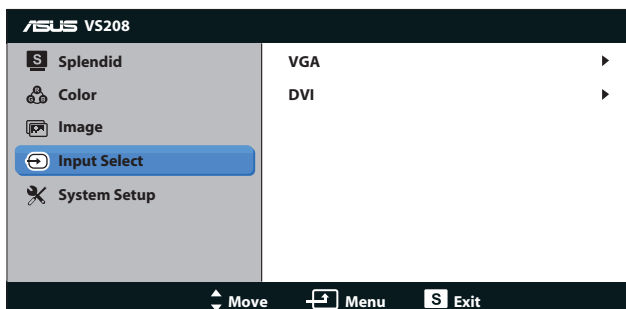 ASUS VS208
S Splendid
Color
Image
Input Select
System Setup
VGA
DVI
Move Menu S Exit